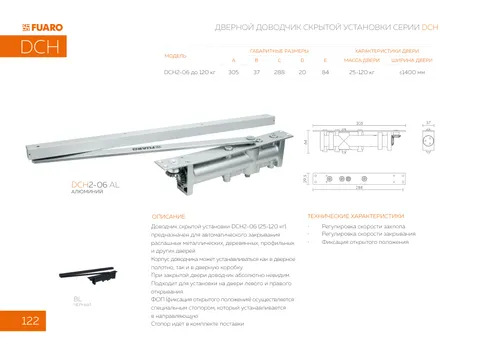 FUARO
DCH
ДВЕРНОЙ ДОВОДЧИК СКРЫТОЙ УСТАНОВКИ СЕРИИ DCH
МОДЕЛЬ
ГАБАРИТНЫЕ РАЗМЕРЫ
ХАРАКТЕРИСТИКИ ДВЕРИ
A B C D E МАССА ДВЕРИ ШИРИНА ДВЕРИ
DCH2-06 до 120 кг 305 37 289 20 64 25-120 кг ≤1400 мм
FUARO
DCH2-06 AL
АЛЮМИНИЙ
BL
ЧЕРНЫЙ
ОПИСАНИЕ
Доводчик скрытой установки DCH2-06 (25-120 кг)
предназначен для автоматического закрывания
распашных металлических, деревянных, профильных
и других дверей
Корпус доводчика может устанавливаться как в дверное
полотно, так и в дверную коробку
При закрытой двери доводчик абсолютно невидим
Подходит для установки на двери левого и правого
открывания
ФОП (фиксация открытого положения) осуществляется
специальным стопором, который устанавливается в
верхнюю направляющую
Стопор идёт в комплекте поставки
ТЕХНИЧЕСКИЕ ХАРАКТЕРИСТИКИ
- Регулировка скорости захлопа
- Регулировка скорости закрывания
- Фиксация открытого положения
122